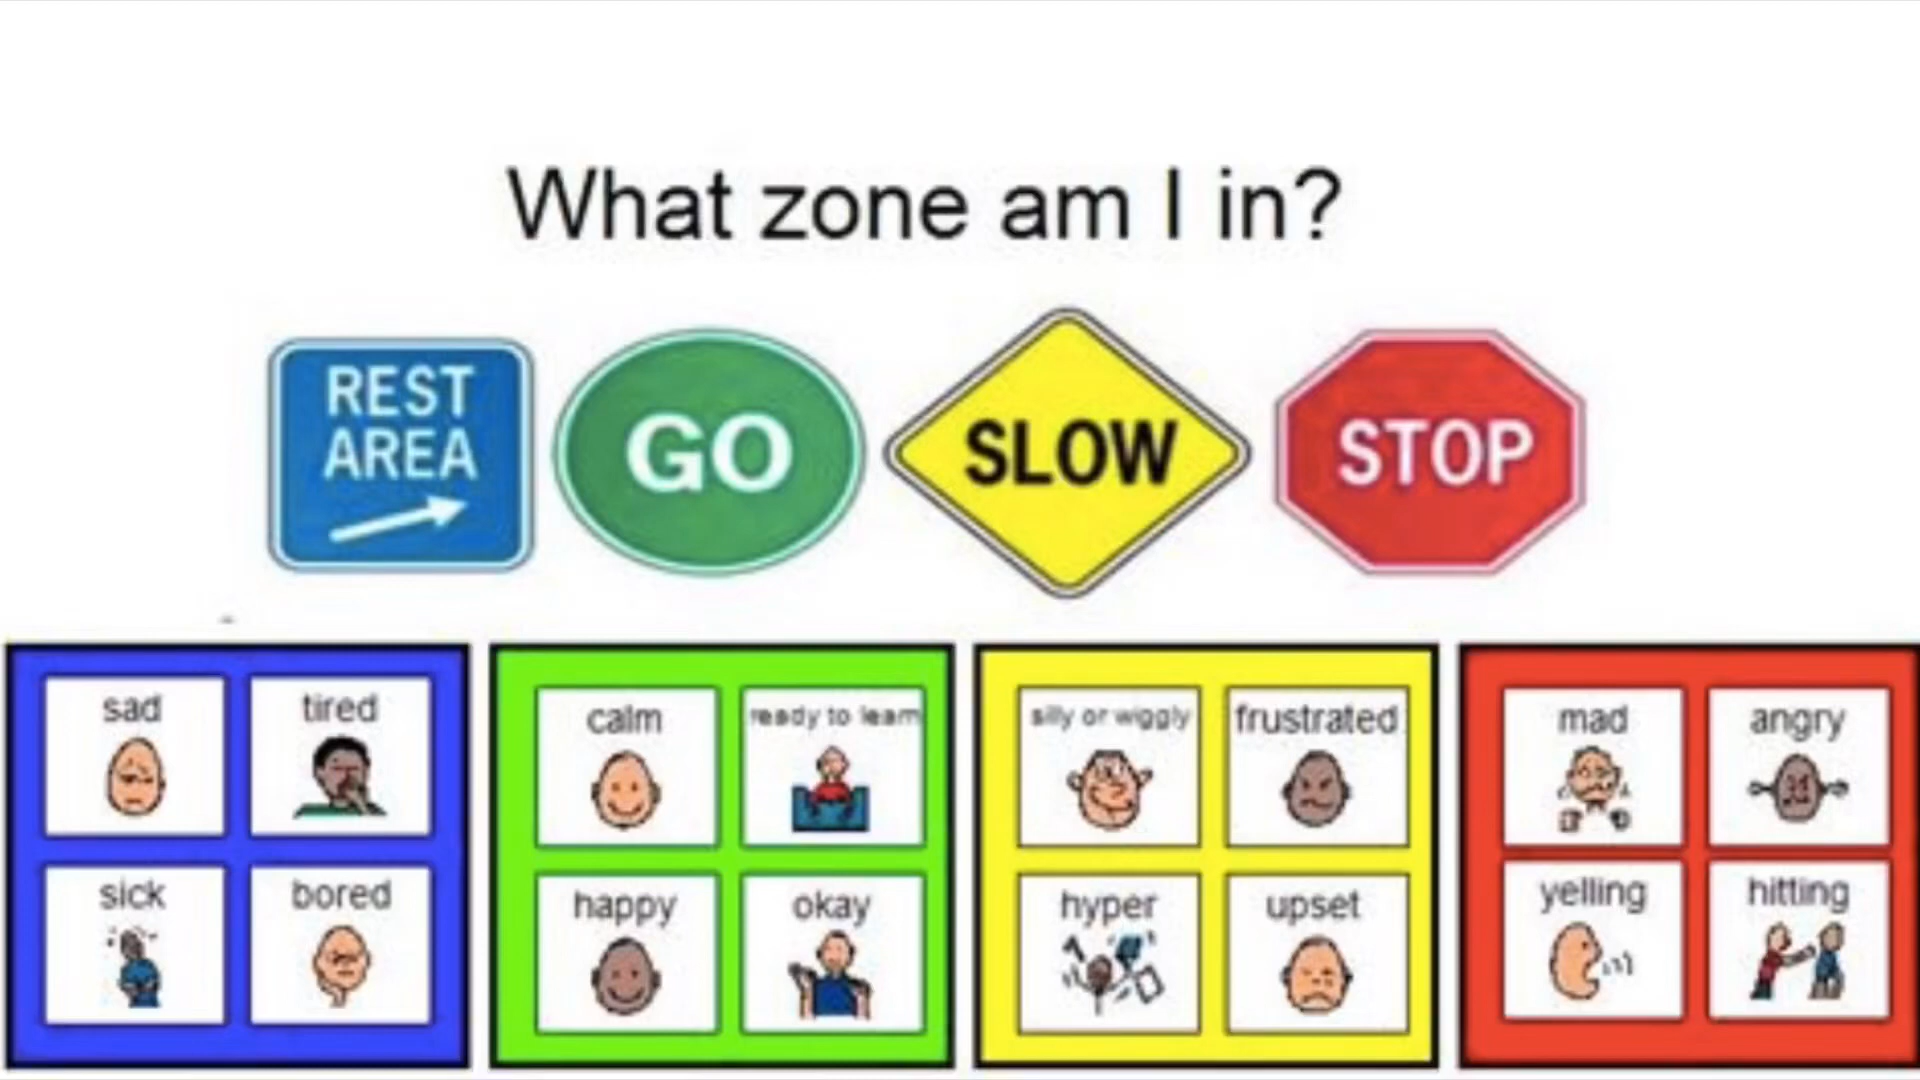 What zone am I in?
REST
AREA
GO
SLOW
STOP
sad
tired
sick
bored
calm
ready to learn
happy
okay
silly or wiggly
frustrated
hyper
upset
mad
angry
yelling
hitting